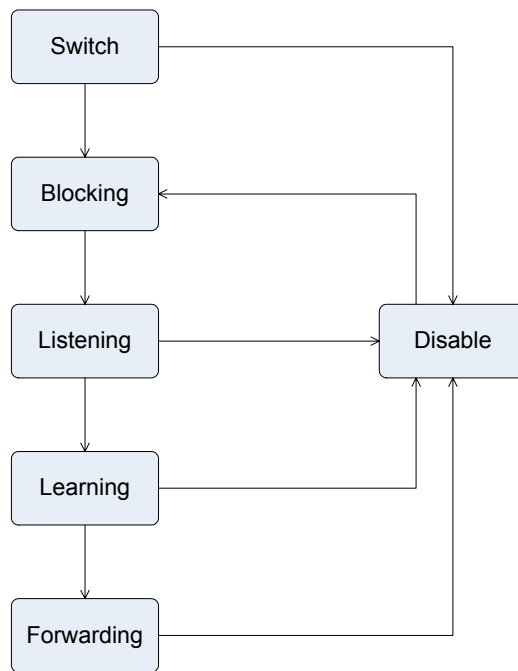 Switch
Blocking
Listening
Disable
Learning
Forwarding